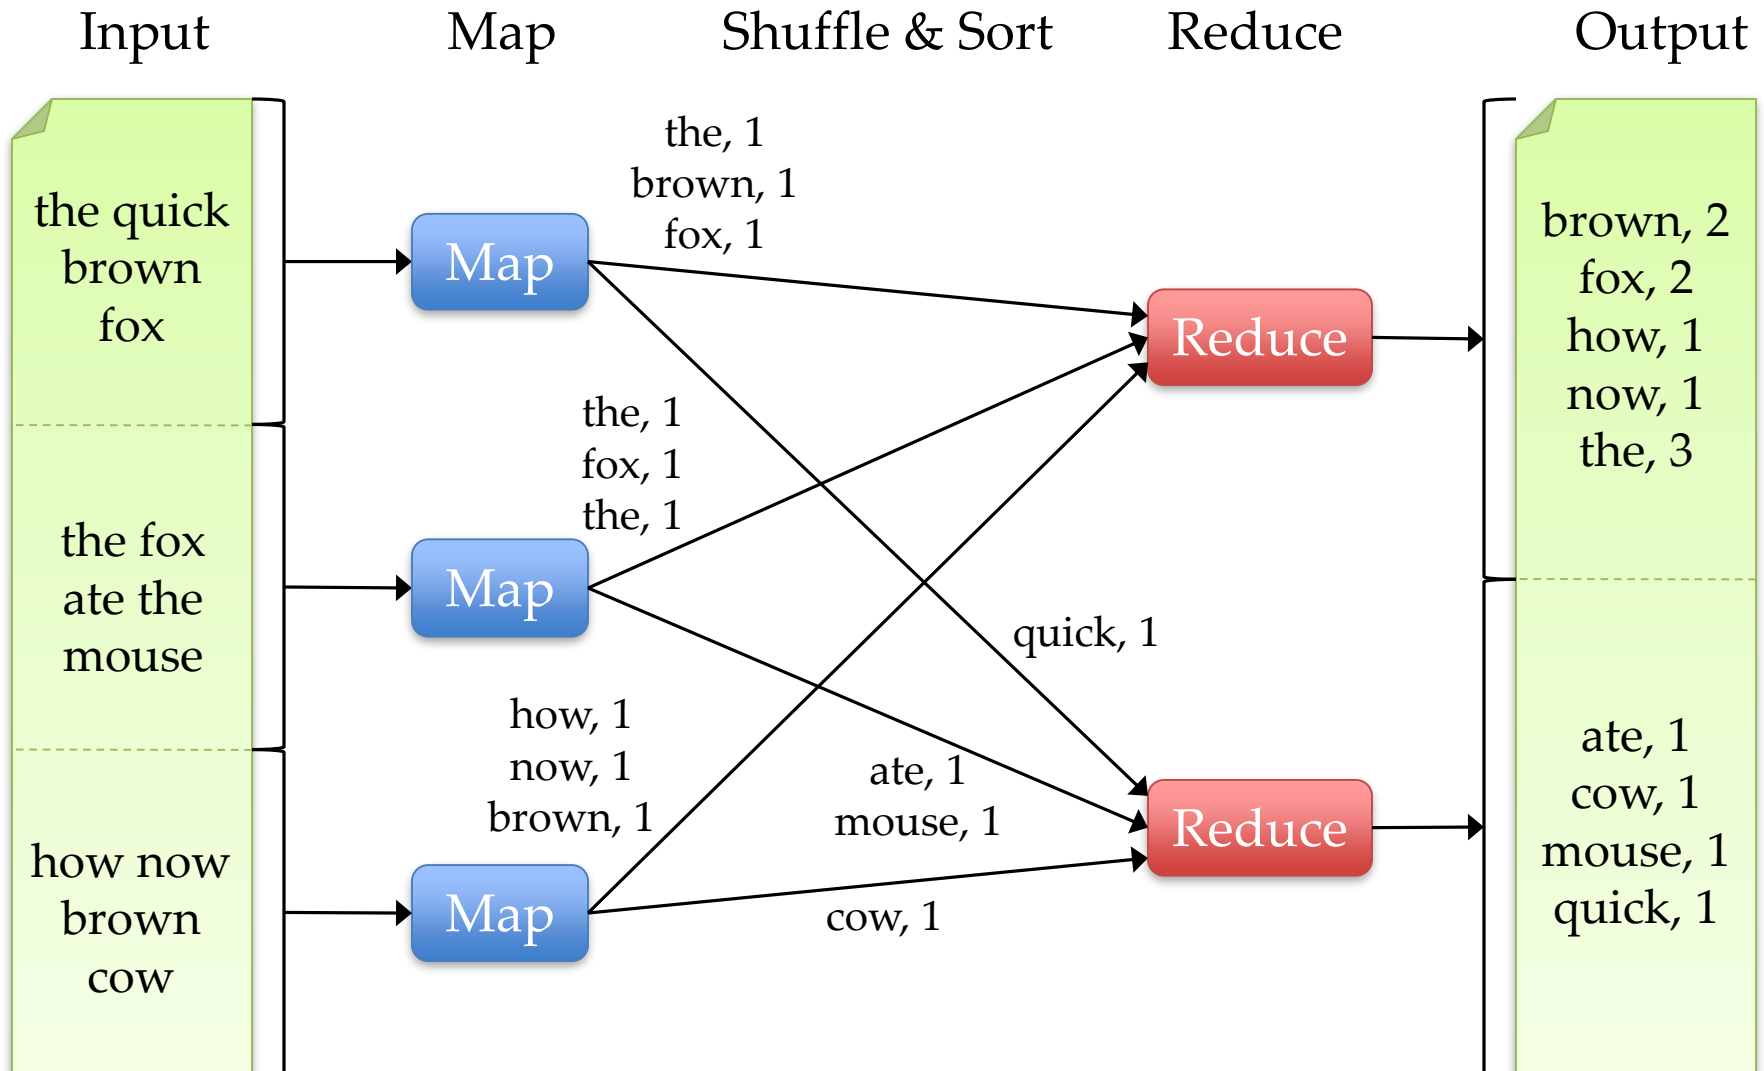 Input
Map
Shuffle & Sort
Reduce
Output
the quick
brown
fox
the fox
ate the
mouse
how now
brown
cow
Map
Map
Map
the, 1
brown, 1
fox, 1
the, 1
fox, 1
the, 1
how, 1
now, 1
brown, 1
quick, 1
ate, 1
mouse, 1
cow, 1
Reduce
Reduce
brown, 2
fox, 2
how, 1
now, 1
the, 3
ate, 1
cow, 1
mouse, 1
quick, 1